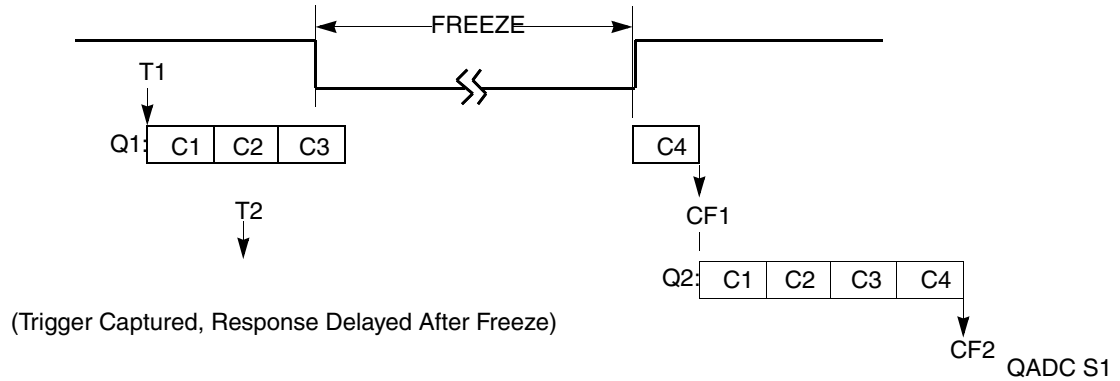 FREEZE
T1
Q1: C1 C2 C3
C4
T2
CF1
Q2: C1 C2 C3 C4
(Trigger Captured, Response Delayed After Freeze)
CF2
QADC S1